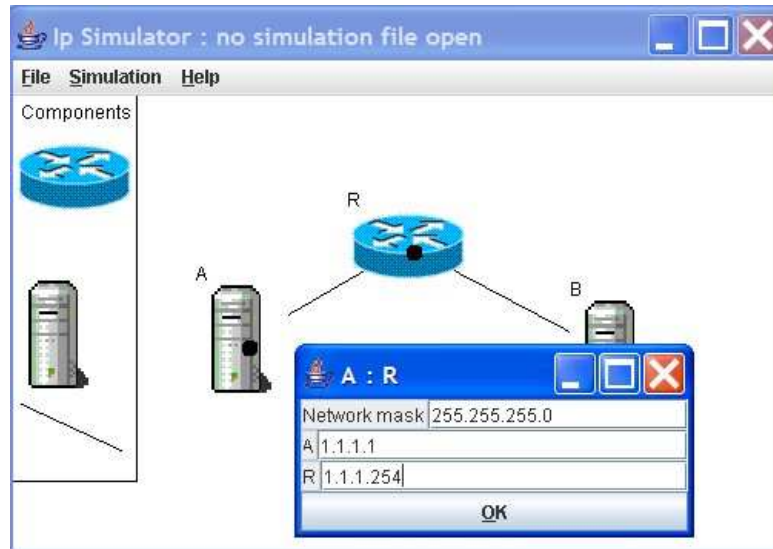 Ip Simulator : no simulation file open
File Simulation Help
Components
R
A
B
A : R
Network mask 255.255.255.0
A 1.1.1.1
R 1.1.1.254
OK